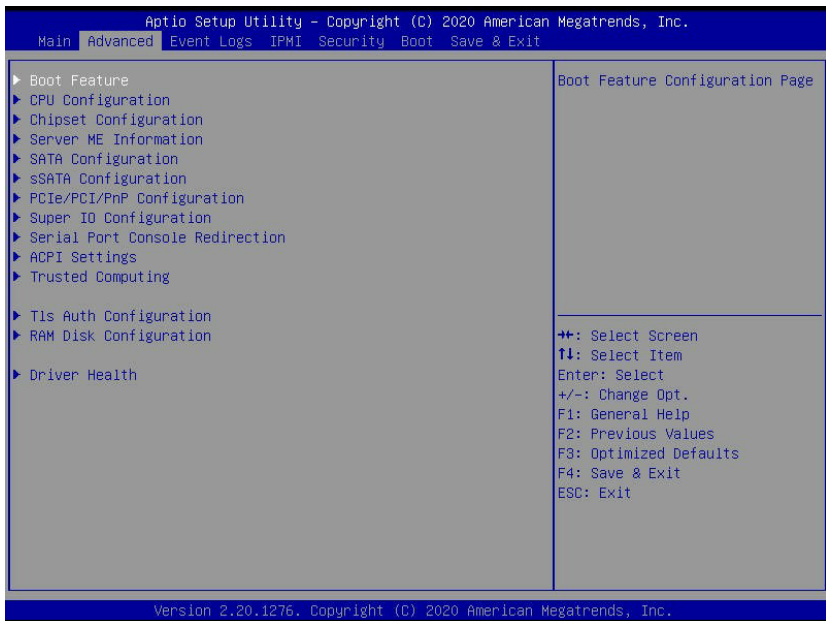 Aptio Setup Utility – Copyright (C) 2020 American Megatrends, Inc.
Main Advanced Event Logs IPMI Security Boot Save & Exit
▶ Boot Feature
▶ CPU Configuration
▶ Chipset Configuration
▶ Server ME Information
▶ SATA Configuration
▶ sSATA Configuration
▶ PCIe/PCI/PnP Configuration
▶ Super IO Configuration
▶ Serial Port Console Redirection
▶ ACPI Settings
▶ Trusted Computing
▶ Tls Auth Configuration
▶ RAM Disk Configuration
▶ Driver Health
Boot Feature Configuration Page
→←: Select Screen
↑↓: Select Item
Enter: Select
+/-: Change Opt.
F1: General Help
F2: Previous Values
F3: Optimized Defaults
F4: Save & Exit
ESC: Exit
Version 2.20.1276. Copyright (C) 2020 American Megatrends, Inc.